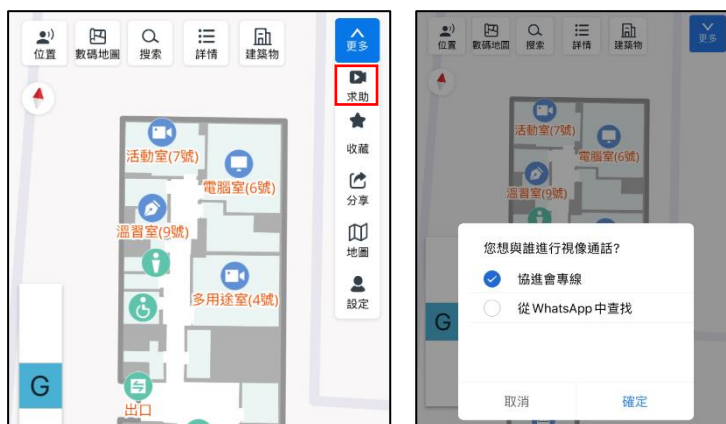 位置
數碼地圖
搜索
詳情
建築物
更多
求助
收藏
分享
地圖
設定
活動室(7號)
電腦室(6號)
溫習室(9號)
多用途室(4號)
G
出口
位置
數碼地圖
搜索
詳情
建築物
更多
活動室(7號)
電腦室(6號)
溫習室(9號)
G
您想與誰進行視像通話?
協進會專線
從 WhatsApp 中查找
取消
確定